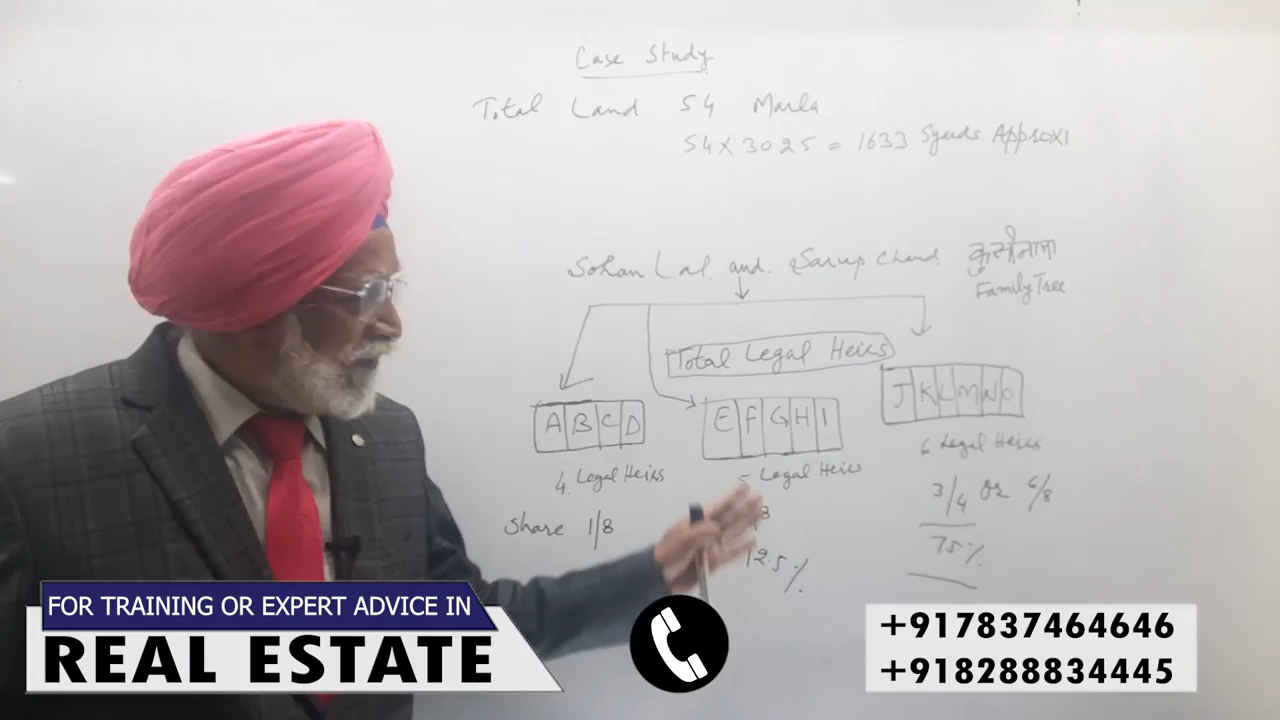 Case Study
Total Land 54 Marla
54 x 30.25 = 1633 Syuds Approxi
Sohan Lal and Sarup Chand
कुर्सीनामा
Family Tree
Total Legal Heirs
A B C D
E F G H I
J K L M N O
4 Legal Heirs
5 Legal Heirs
6 Legal Heirs
Share 1/8
3/4 or 6/8
12.5%
75%
FOR TRAINING OR EXPERT ADVICE IN
REAL ESTATE
+917837464646
+918288834445